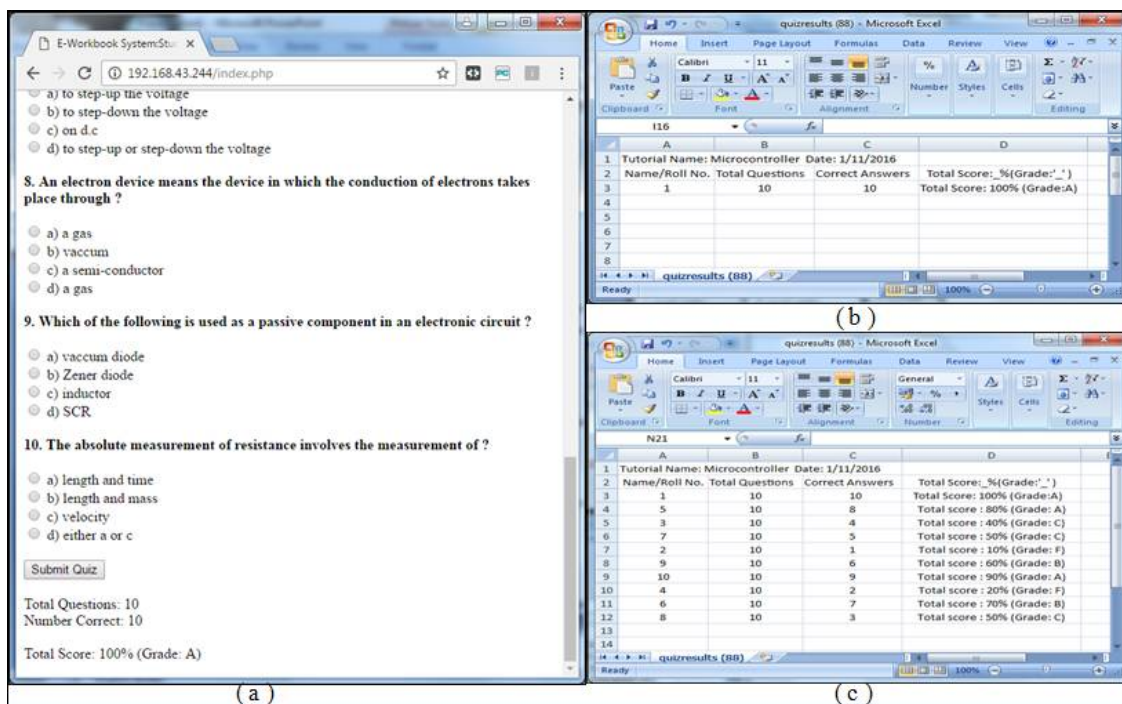 E-Workbook System:Stu
192.168.43.244/index.php
a) to step-up the voltage
b) to step-down the voltage
c) on d.c
d) to step-up or step-down the voltage
8. An electron device means the device in which the conduction of electrons takes
place through ?
a) a gas
b) vaccum
c) a semi-conductor
d) a gas
9. Which of the following is used as a passive component in an electronic circuit ?
a) vaccum diode
b) Zener diode
c) inductor
d) SCR
10. The absolute measurement of resistance involves the measurement of ?
a) length and time
b) length and mass
c) velocity
d) either a or c
Submit Quiz
Total Questions: 10
Number Correct: 10
Total Score: 100% (Grade: A)
( a )
quizresults (88) - Microsoft Excel
Home Insert Page Layout Formulas Data Review View
Calibri 11
Paste B I U Number Styles Cells
Clipboard Font Alignment Editing
I16 fx
A B C D
1 Tutorial Name: Microcontroller Date: 1/11/2016
2 Name/Roll No. Total Questions Correct Answers Total Score:_%(Grade:'_' )
3 1 10 10 Total Score: 100% (Grade:A)
4
5
6
7
8
quizresults (88)
Ready 100%
( b )
quizresults (88) - Microsoft Excel
Home Insert Page Layout Formulas Data Review View
Calibri 11 General
Paste B I U Styles Cells
Clipboard Font Alignment Number Editing
N21 fx
A B C D
1 Tutorial Name: Microcontroller Date: 1/11/2016
2 Name/Roll No. Total Questions Correct Answers Total Score:_%(Grade:'_' )
3 1 10 10 Total Score: 100% (Grade:A)
4 5 10 8 Total score : 80% (Grade: A)
5 3 10 4 Total score : 40% (Grade: C)
6 7 10 5 Total score : 50% (Grade: C)
7 2 10 1 Total score : 10% (Grade: F)
8 9 10 6 Total score : 60% (Grade: B)
9 10 10 9 Total score : 90% (Grade: A)
10 4 10 2 Total score : 20% (Grade: F)
11 6 10 7 Total score : 70% (Grade: B)
12 8 10 3 Total score : 50% (Grade: C)
13
14
quizresults (88)
Ready 100%
( c )